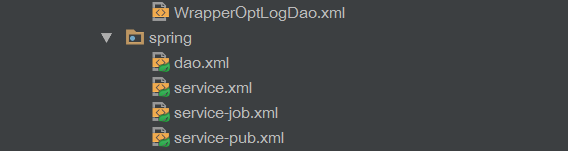 WrapperOptLogDao.xml
spring
dao.xml
service.xml
service-job.xml
service-pub.xml